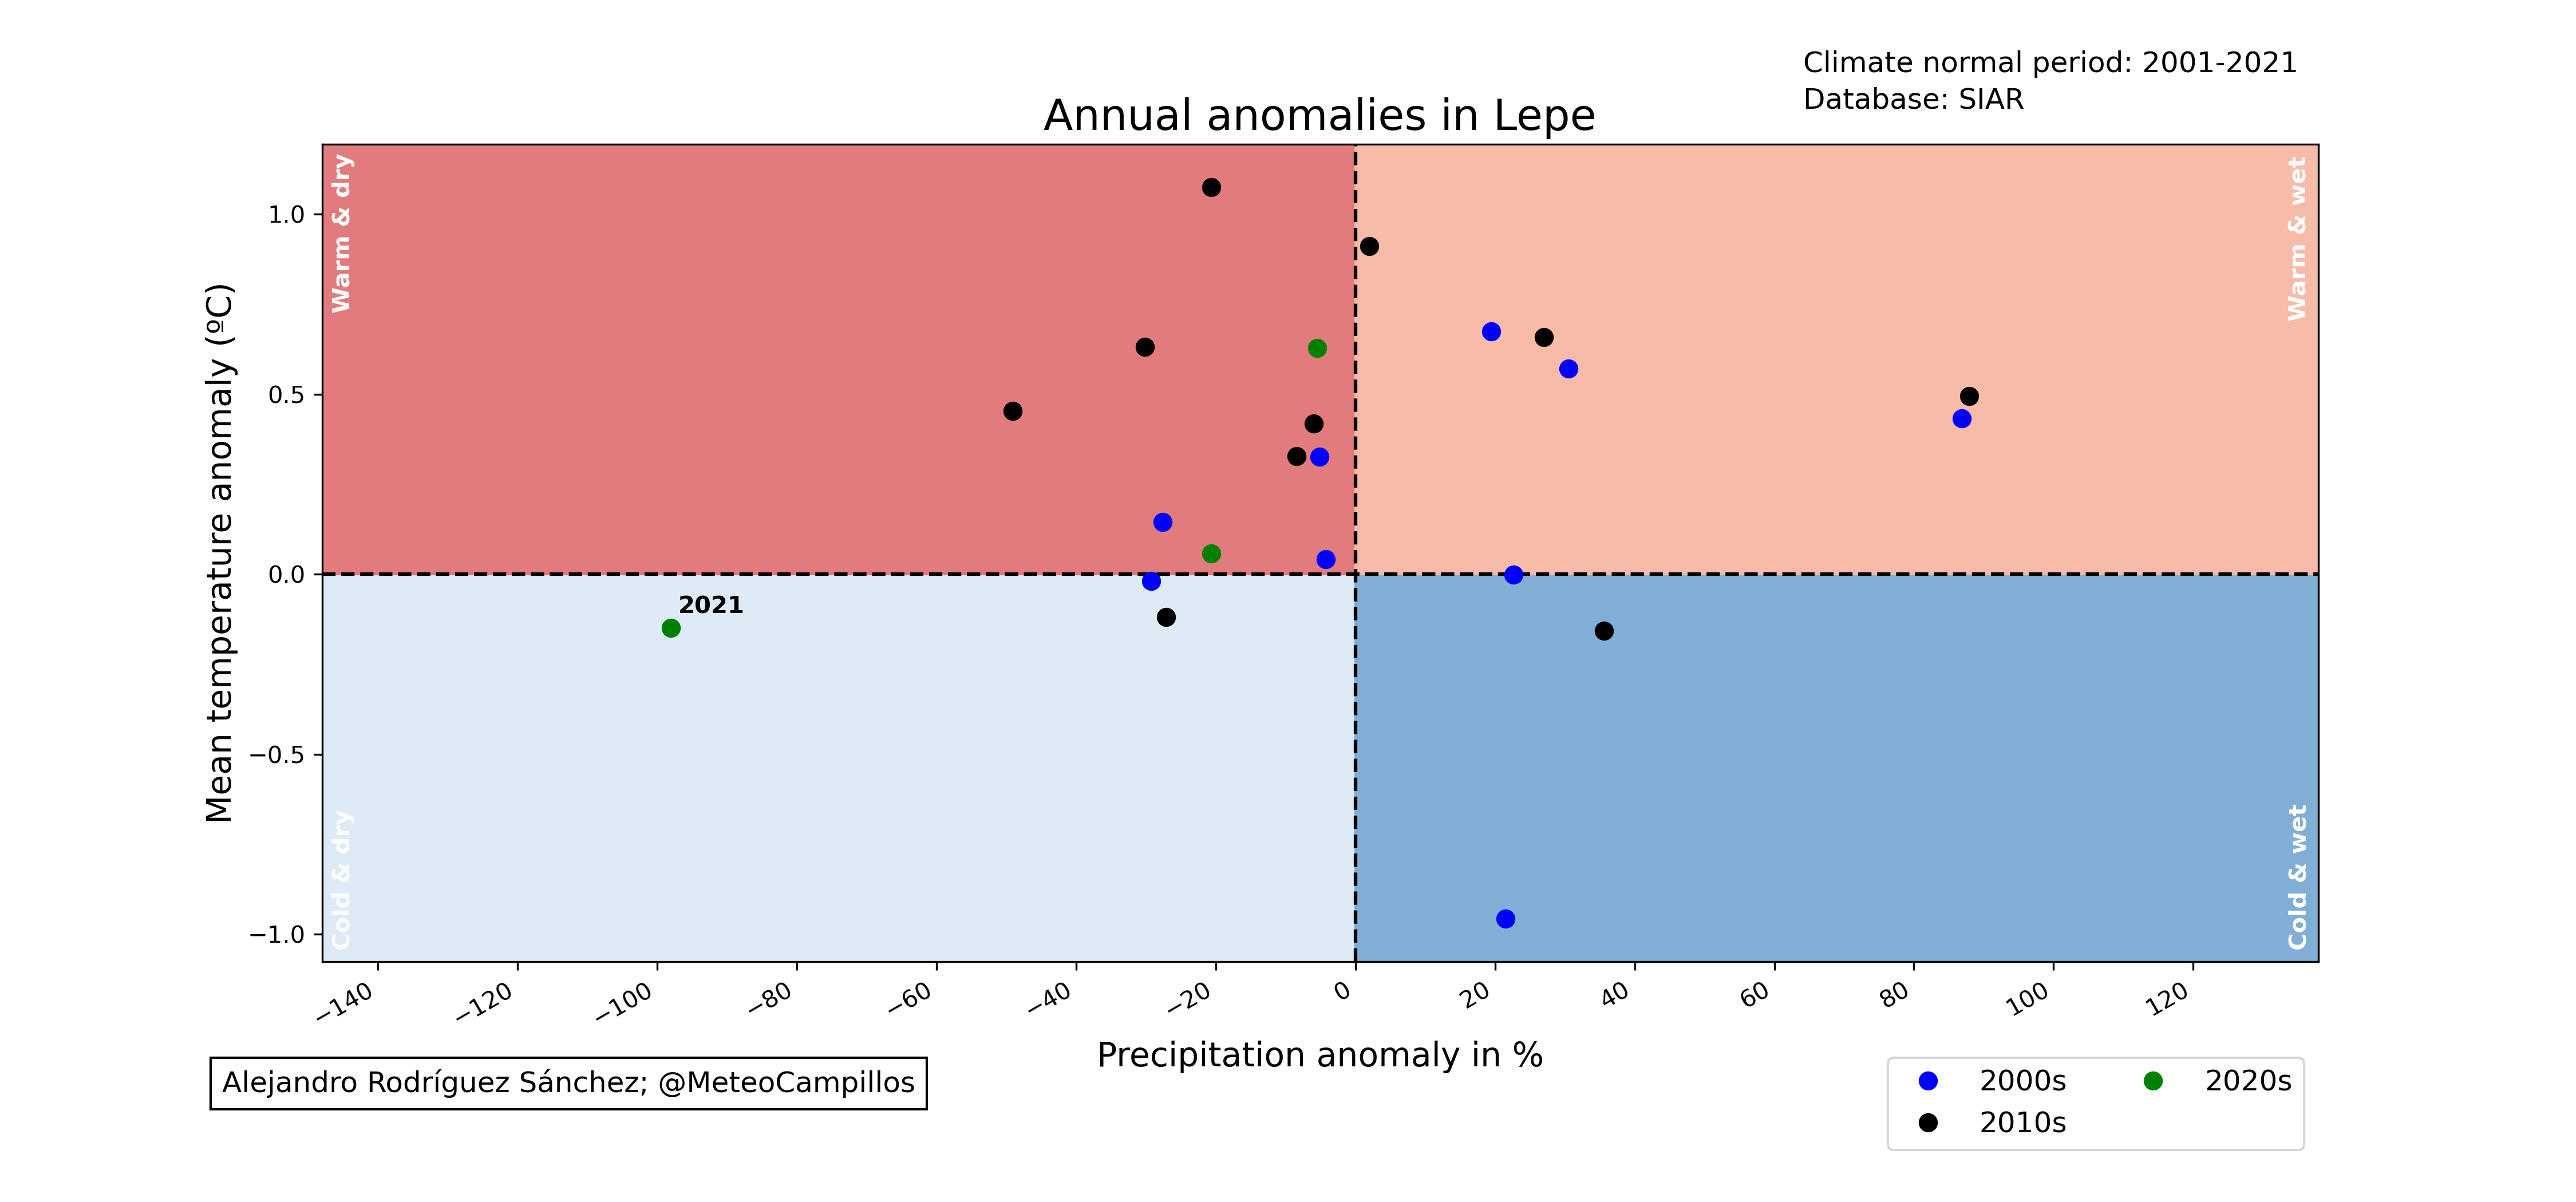 Climate normal period: 2001-2021
Database: SIAR
Annual anomalies in Lepe
Warm & dry
Warm & wet
Mean temperature anomaly (ºC)
1.0
0.5
0.0
−0.5
−1.0
2021
Cold & dry
Cold & wet
−140 −120 −100 −80 −60 −40 −20 0 20 40 60 80 100 120
Precipitation anomaly in %
Alejandro Rodríguez Sánchez; @MeteoCampillos
2000s 2020s
2010s